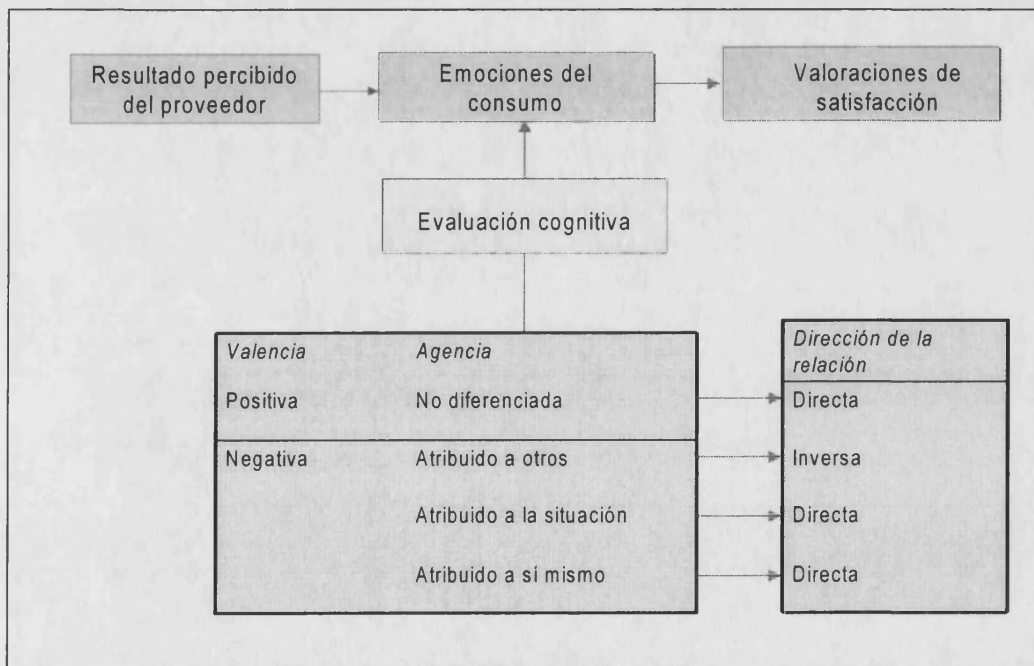 Resultado percibido
del proveedor
Emociones del
consumo
Valoraciones de
satisfacción
Evaluación cognitiva
Valencia Agencia
Dirección de la
relación
Positiva No diferenciada Directa
Negativa Atribuido a otros Inversa
Atribuido a la situación Directa
Atribuido a sí mismo Directa